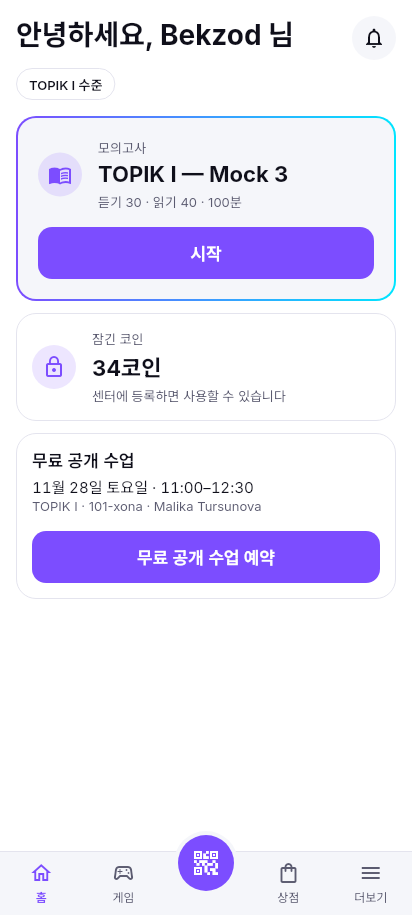 안녕하세요, Bekzod 님
TOPIK I 수준
모의고사
TOPIK I — Mock 3
듣기 30 · 읽기 40 · 100분
시작
잠긴 코인
34코인
센터에 등록하면 사용할 수 있습니다
무료 공개 수업
11월 28일 토요일 · 11:00–12:30
TOPIK I · 101-xona · Malika Tursunova
무료 공개 수업 예약
홈
게임
상점
더보기